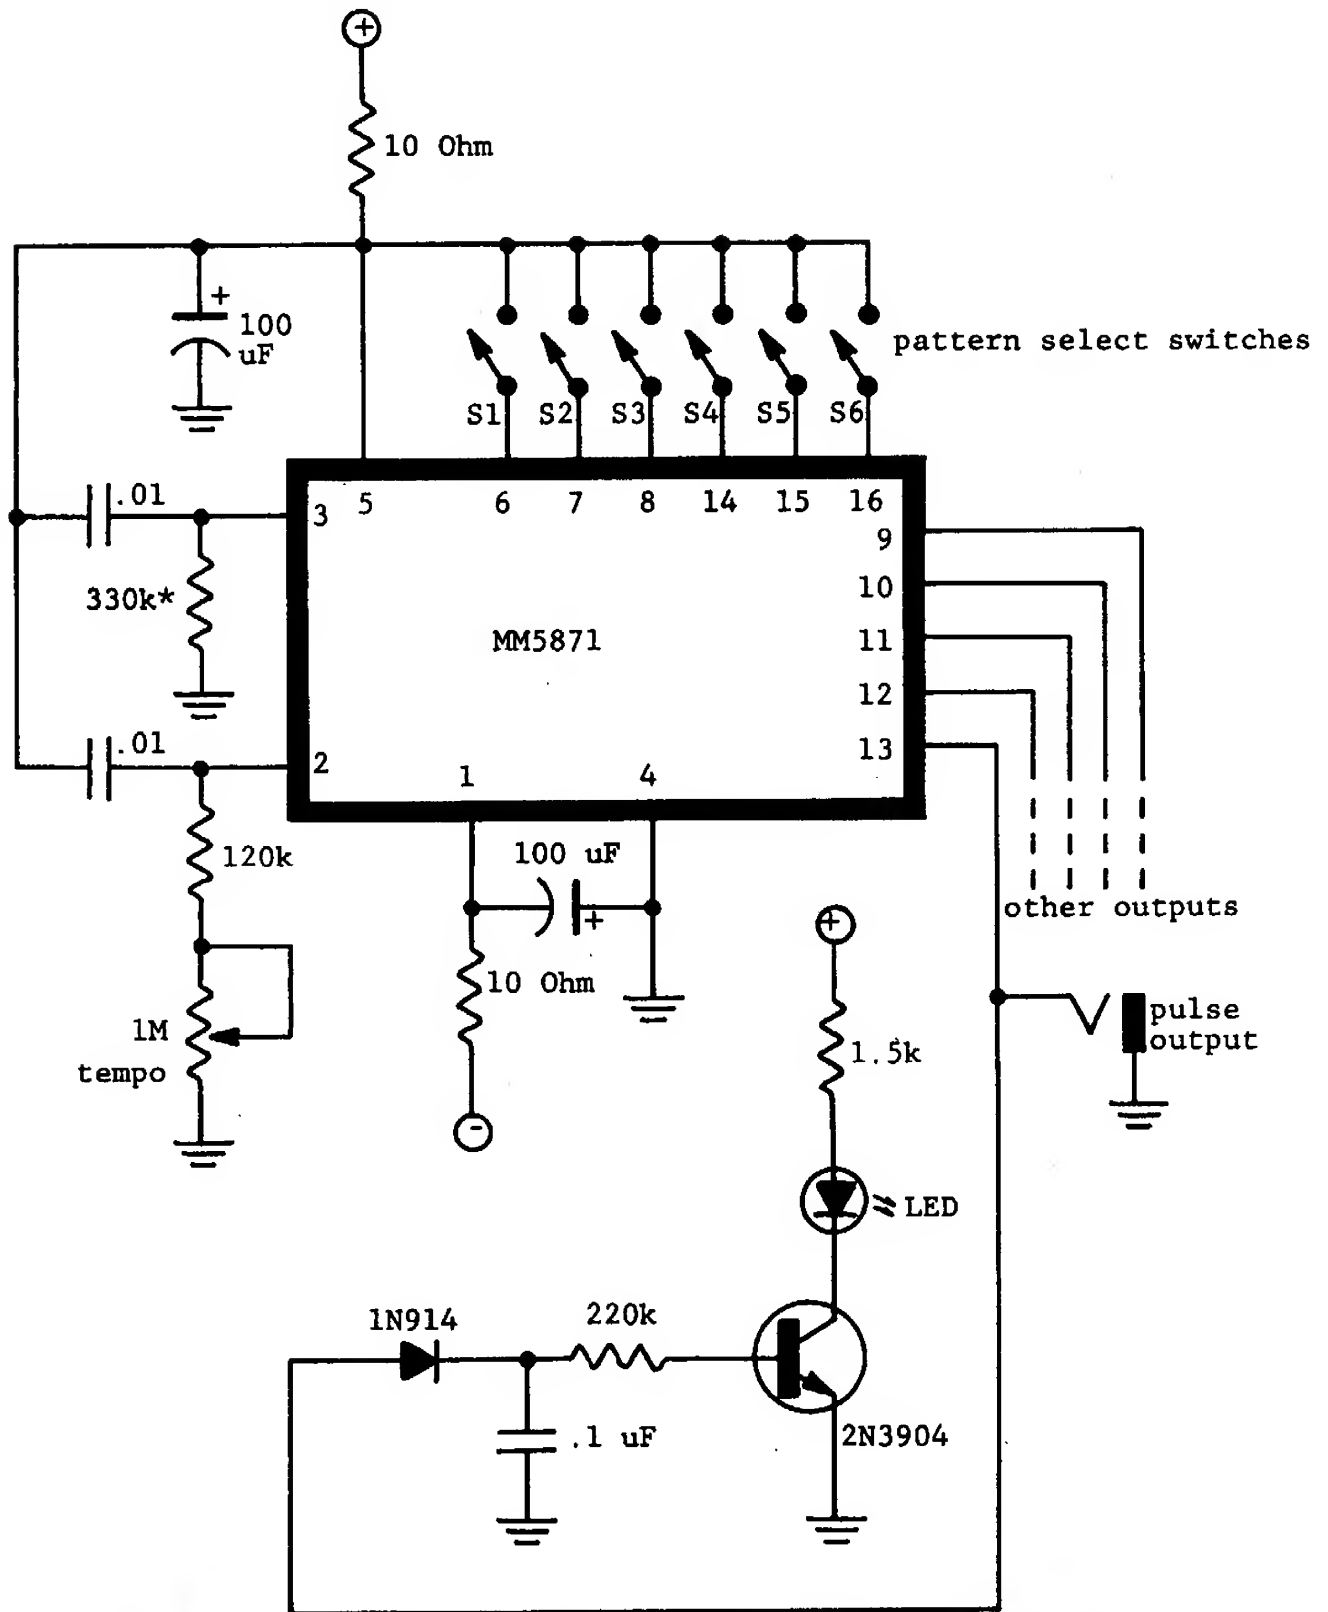 +
10 Ohm
+
100
uF
pattern select switches
S1 S2 S3 S4 S5 S6
.01
3 5 6 7 8 14 15 16
9
330k*
10
MM5871
11
12
.01
13
2 1 4
120k
100 uF
+
other outputs
+
10 Ohm
1M
tempo
1.5k
pulse
output
-
LED
1N914
220k
.1 uF
2N3904